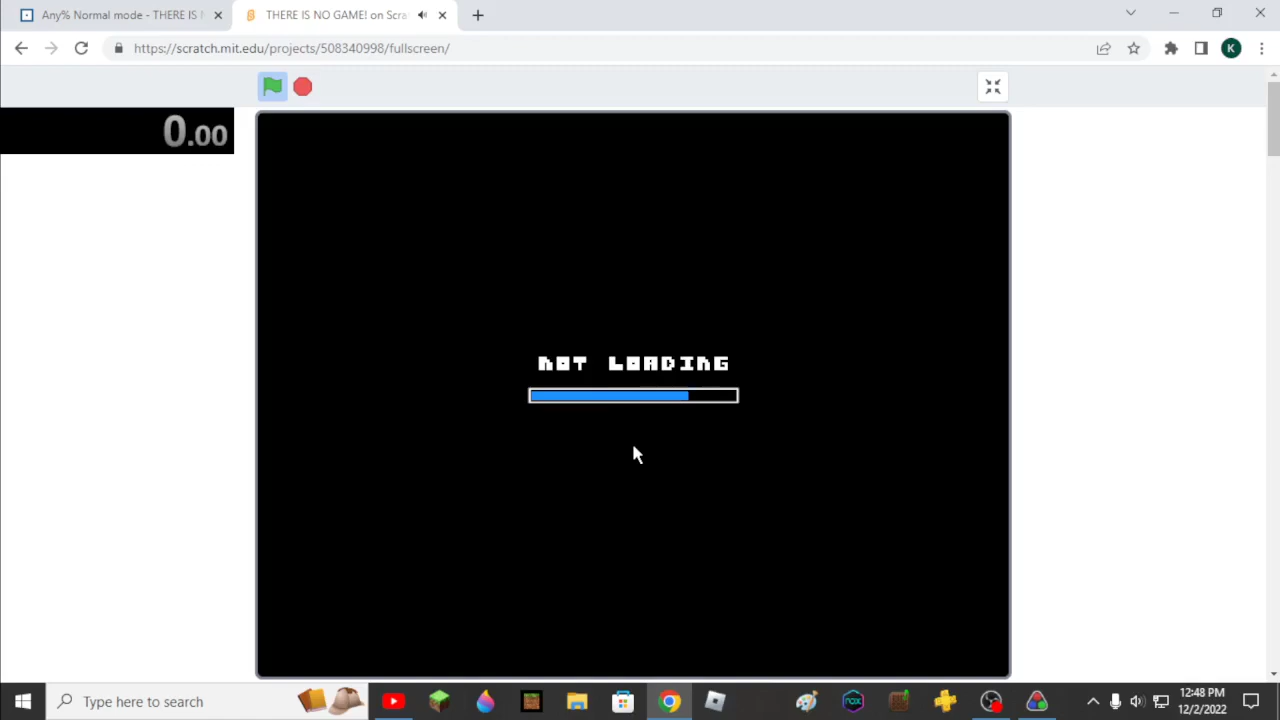 Any% Normal mode - THERE IS N
THERE IS NO GAME! on Scra
https://scratch.mit.edu/projects/508340998/fullscreen/
K
0.00
NOT LOADING
Type here to search
nox
12:48 PM
12/2/2022